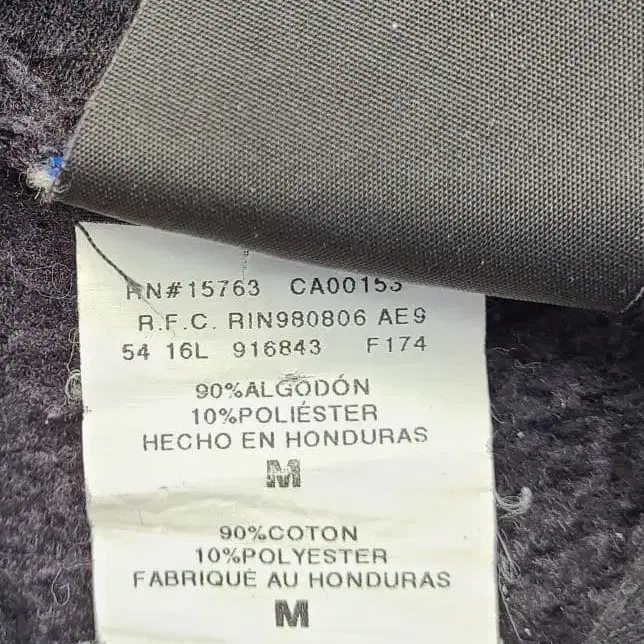 RN#15763 CA00153
R.F.C. RIN980806 AE9
54 16L 916843 F174
90%ALGODÓN
10%POLIÉSTER
HECHO EN HONDURAS
M
90%COTON
10%POLYESTER
FABRIQUÉ AU HONDURAS
M